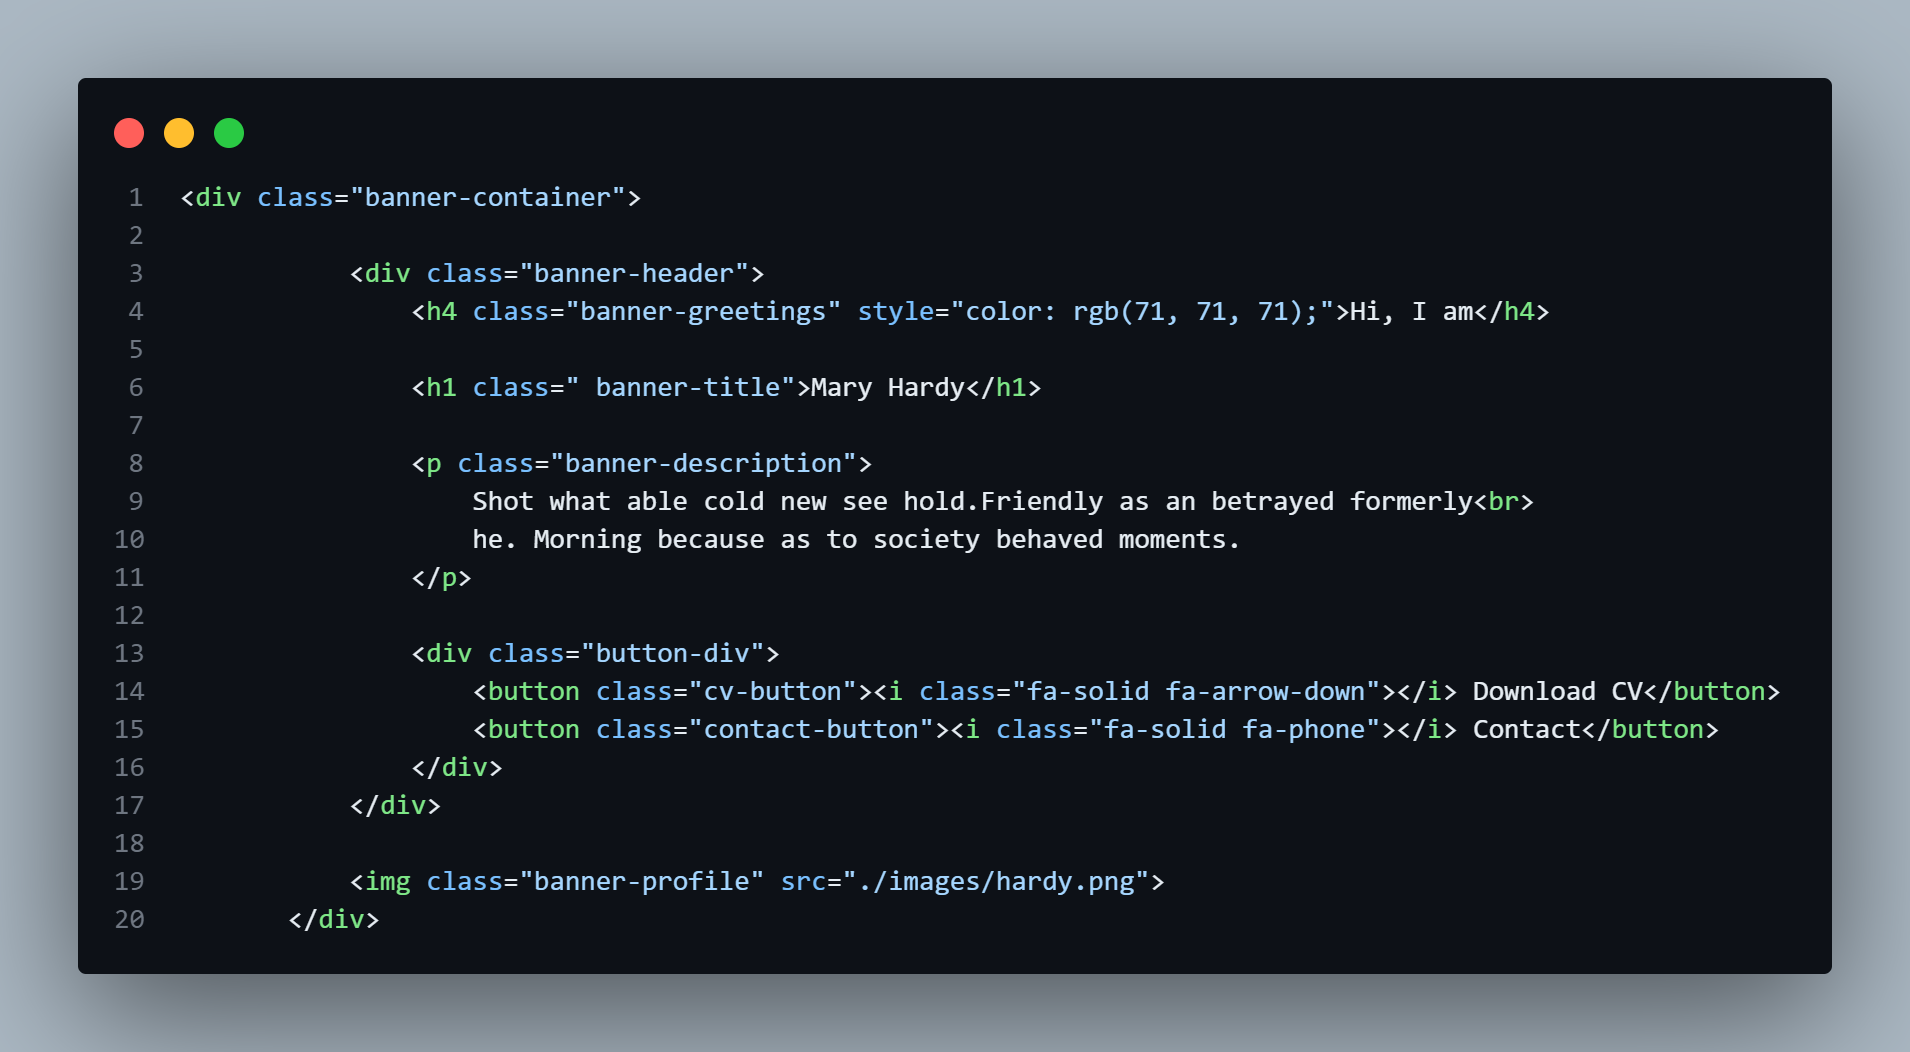 1 <div class="banner-container">
2
3 <div class="banner-header">
4 <h4 class="banner-greetings" style="color: rgb(71, 71, 71);">Hi, I am</h4>
5
6 <h1 class=" banner-title">Mary Hardy</h1>
7
8 <p class="banner-description">
9 Shot what able cold new see hold.Friendly as an betrayed formerly<br>
10 he. Morning because as to society behaved moments.
11 </p>
12
13 <div class="button-div">
14 <button class="cv-button"><i class="fa-solid fa-arrow-down"></i> Download CV</button>
15 <button class="contact-button"><i class="fa-solid fa-phone"></i> Contact</button>
16 </div>
17 </div>
18
19 <img class="banner-profile" src="./images/hardy.png">
20 </div>